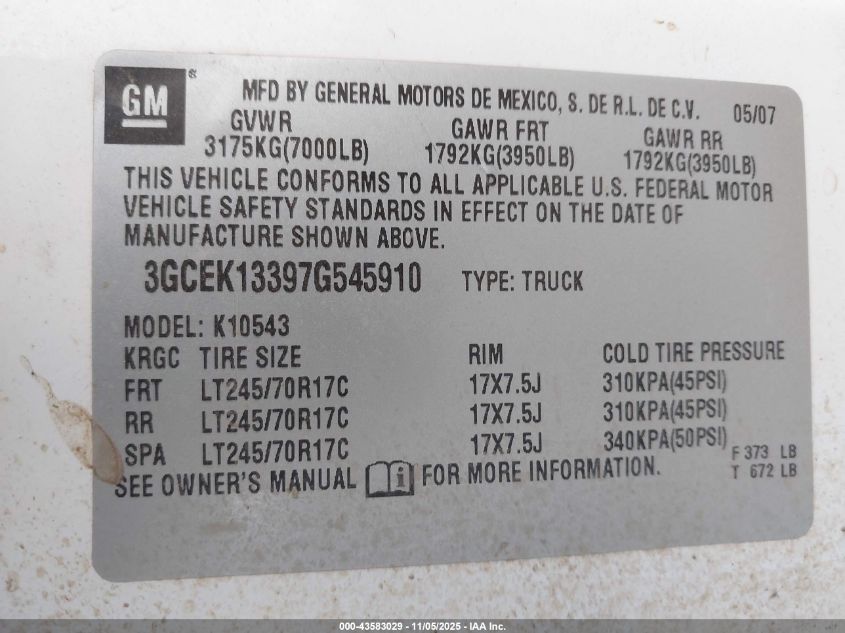 GM ®
MFD BY GENERAL MOTORS DE MEXICO, S. DE R.L. DE C.V. 05/07
GVWR GAWR FRT GAWR RR
3175KG(7000LB) 1792KG(3950LB) 1792KG(3950LB)
THIS VEHICLE CONFORMS TO ALL APPLICABLE U.S. FEDERAL MOTOR
VEHICLE SAFETY STANDARDS IN EFFECT ON THE DATE OF
MANUFACTURE SHOWN ABOVE.
3GCEK13397G545910 TYPE: TRUCK
MODEL: K10543
KRGC TIRE SIZE RIM COLD TIRE PRESSURE
FRT LT245/70R17C 17X7.5J 310KPA(45PSI)
RR LT245/70R17C 17X7.5J 310KPA(45PSI)
SPA LT245/70R17C 17X7.5J 340KPA(50PSI)
F 373 LB
SEE OWNER'S MANUAL i FOR MORE INFORMATION. T 672 LB
000-43583029 - 11/05/2025 - IAA Inc.